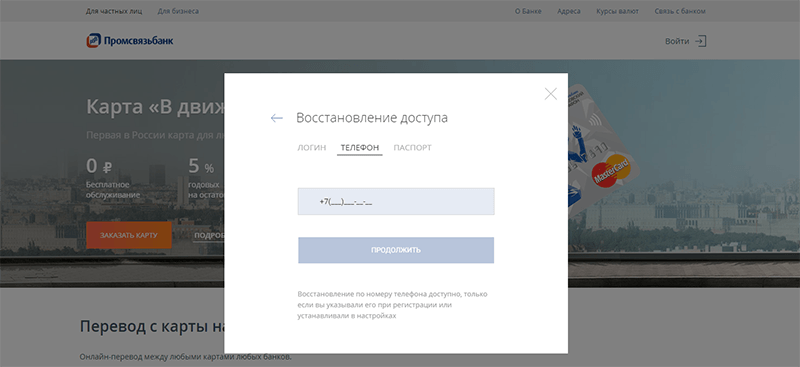 Для частных лиц Для бизнеса О Банке Адреса Курсы валют Связь с банком
Промсвязьбанк Войти
Карта «В движ
Первая в России карта для л
0 ₽ 5 %
Бесплатное годовых
обслуживание на остато
ЗАКАЗАТЬ КАРТУ ПОДРОБ
MasterCard
Восстановление доступа
ЛОГИН ТЕЛЕФОН ПАСПОРТ
+7(___)___-__-__
ПРОДОЛЖИТЬ
Восстановление по номеру телефона доступно, только
если вы указывали его при регистрации или
устанавливали в настройках
Перевод с карты на
Онлайн-перевод между любыми картами любых банков.